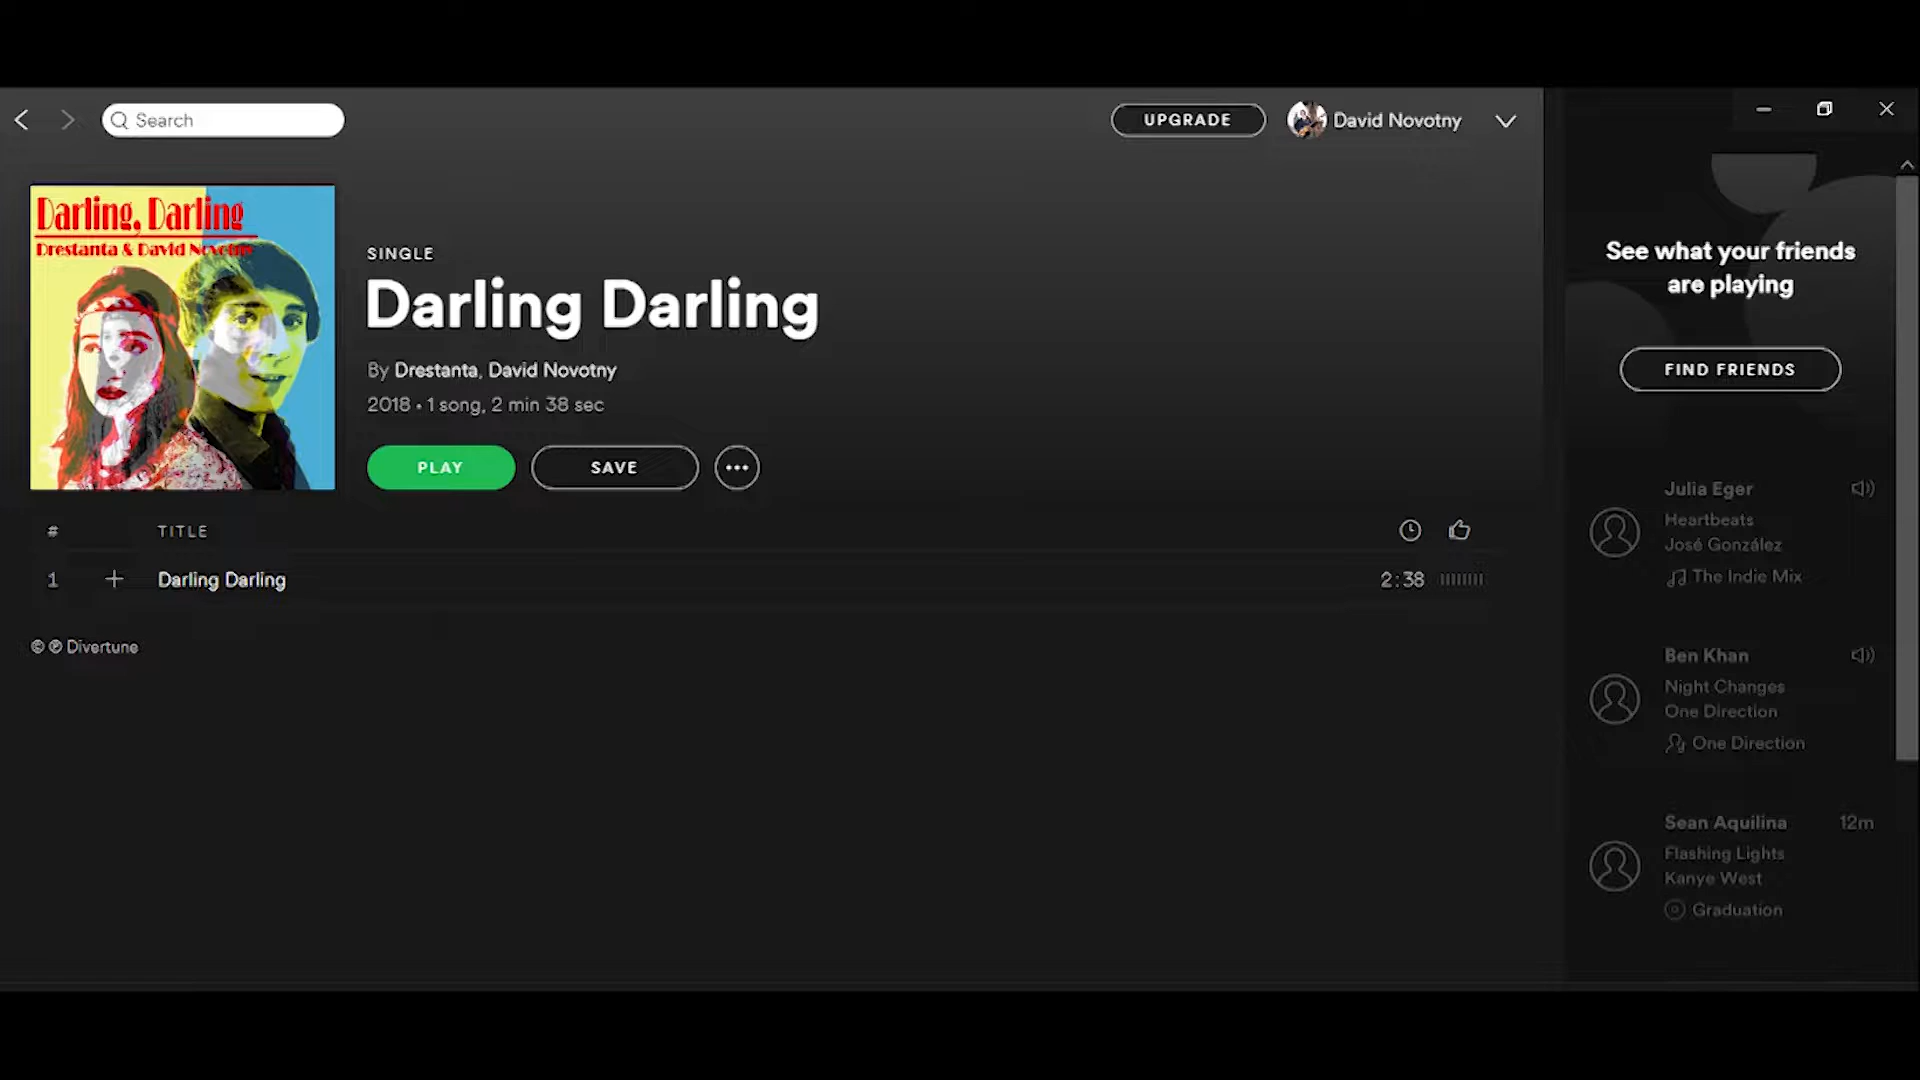 Search
UPGRADE
David Novotny
Darling, Darling
Drestanta & David Novotny
SINGLE
Darling Darling
By Drestanta, David Novotny
2018 • 1 song, 2 min 38 sec
PLAY
SAVE
# TITLE
1 + Darling Darling 2:38
© ℗ Divertune
See what your friends
are playing
FIND FRIENDS
Julia Eger
Heartbeats
José González
The Indie Mix
Ben Khan
Night Changes
One Direction
One Direction
Sean Aquilina 12m
Flashing Lights
Kanye West
Graduation